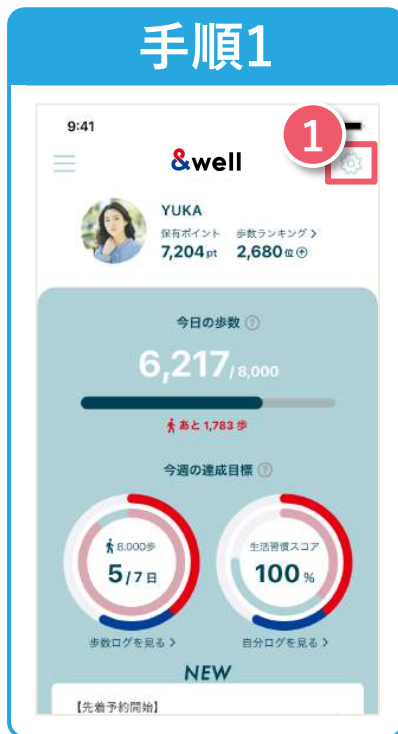 手順1
9:41
1
&well
YUKA
保有ポイント 歩数ランキング >
7,204 pt 2,680 位
今日の歩数 ?
6,217 / 8,000
あと 1,783 歩
今週の達成目標 ?
8,000歩 生活習慣スコア
5 / 7 日 100 %
歩数ログを見る > 自分ログを見る >
NEW
【先着予約開始】